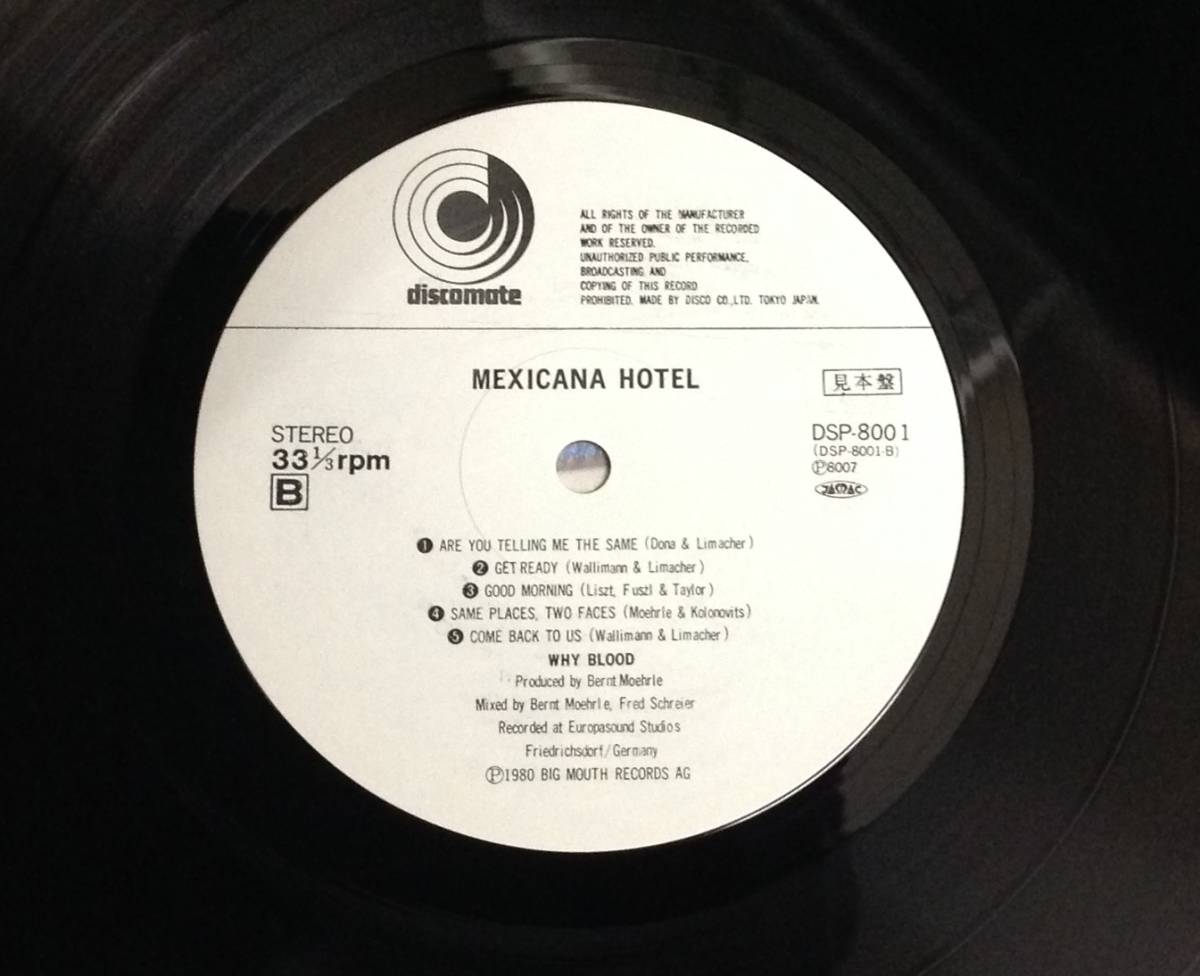 discomate
ALL RIGHTS OF THE MANUFACTURER
AND OF THE OWNER OF THE RECORDED
WORK RESERVED.
UNAUTHORIZED PUBLIC PERFORMANCE,
BROADCASTING AND
COPYING OF THIS RECORD
PROHIBITED. MADE BY DISCO CO.,LTD. TOKYO JAPAN.
MEXICANA HOTEL
見本盤
STEREO
33⅓rpm
B
DSP-8001
(DSP-8001-B)
Ⓟ8007
JAMAC
❶ ARE YOU TELLING ME THE SAME (Dona & Limacher)
❷ GET READY (Wallimann & Limacher)
❸ GOOD MORNING (Liszt, Fuszl & Taylor)
❹ SAME PLACES, TWO FACES (Moehrle & Kolonovits)
❺ COME BACK TO US (Wallimann & Limacher)
WHY BLOOD
Produced by Bernt Moehrle
Mixed by Bernt Moehrle, Fred Schreier
Recorded at Europasound Studios
Friedrichsdorf/Germany
Ⓟ1980 BIG MOUTH RECORDS AG